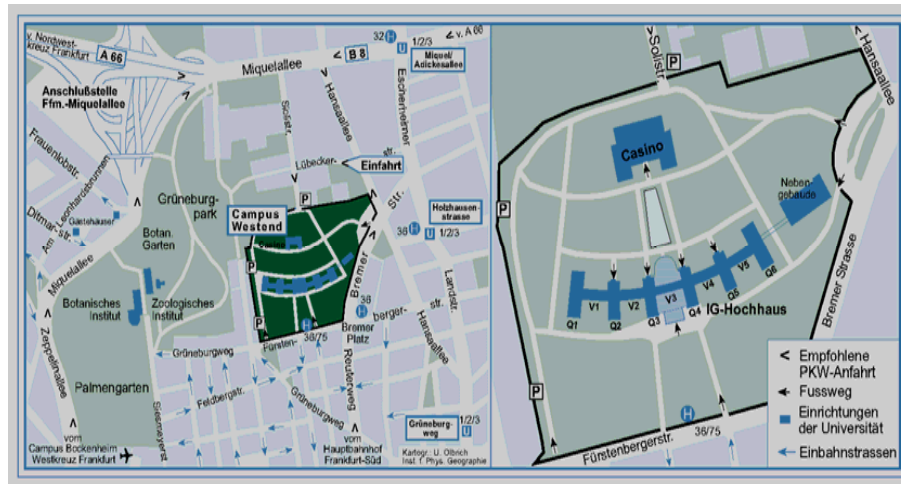 v. Nordwest-
kreuz Frankfurt
A 66
Anschlußstelle
Ffm.-Miquelallee
Miquelallee
B 8
v. A 66
32 H
U 1/2/3
Miquel/
Adickesallee
Siolistr.
Hansaallee
Eschersheimer
Lübecker-
str.
Einfahrt
Frauenlobstr.
Am Leonhardsbrunnen
Ditmarstr.
Gästehäuser
Miquelallee
Grüneburg-
park
Botan.
Garten
Campus
Westend
P
Casino
Str.
Holzhausen-
strasse
36 H
U 1/2/3
Botanisches
Institut
Zoologisches
Institut
P
Bremer
36
H
Bremer
Platz
berger-
str.
Landstr.
Hansaallee
P
H
36/75
Fürsten-
Zeppelinallee
Grüneburgweg
Palmengarten
Feldbergstr.
Grüneburgweg
Reuterweg
Siesmeyerst
Grüneburg-
weg
1/2/3
U
vom
Campus Bockenheim
Westkreuz Frankfurt
vom
Hauptbahnhof
Frankfurt-Süd
Kartogr.: U. Olbrich
Inst. f. Phys. Geographie
Siolistr.
P
Hansaallee
Casino
Neben-
gebäude
P
Q1
V1
Q2
V2
Q3
V3
Q4
V4
Q5
V5
Q6
IG-Hochhaus
Bremer Strasse
P
H
36/75
Fürstenbergerstr.
Empfohlene
PKW-Anfahrt
Fussweg
Einrichtungen
der Universität
Einbahnstrassen